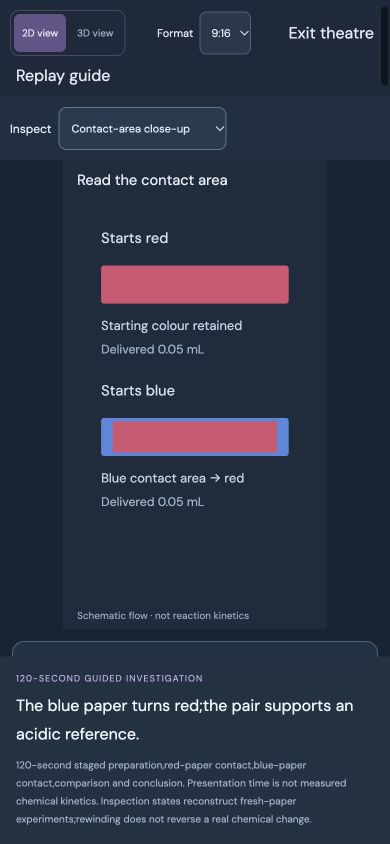 2D view 3D view Format 9:16 Exit theatre
Replay guide
Inspect Contact-area close-up
Read the contact area
Starts red
Starting colour retained
Delivered 0.05 mL
Starts blue
Blue contact area → red
Delivered 0.05 mL
Schematic flow · not reaction kinetics
120-SECOND GUIDED INVESTIGATION
The blue paper turns red;the pair supports an
acidic reference.
120-second staged preparation,red-paper contact,blue-paper
contact,comparison and conclusion. Presentation time is not measured
chemical kinetics. Inspection states reconstruct fresh-paper
experiments;rewinding does not reverse a real chemical change.